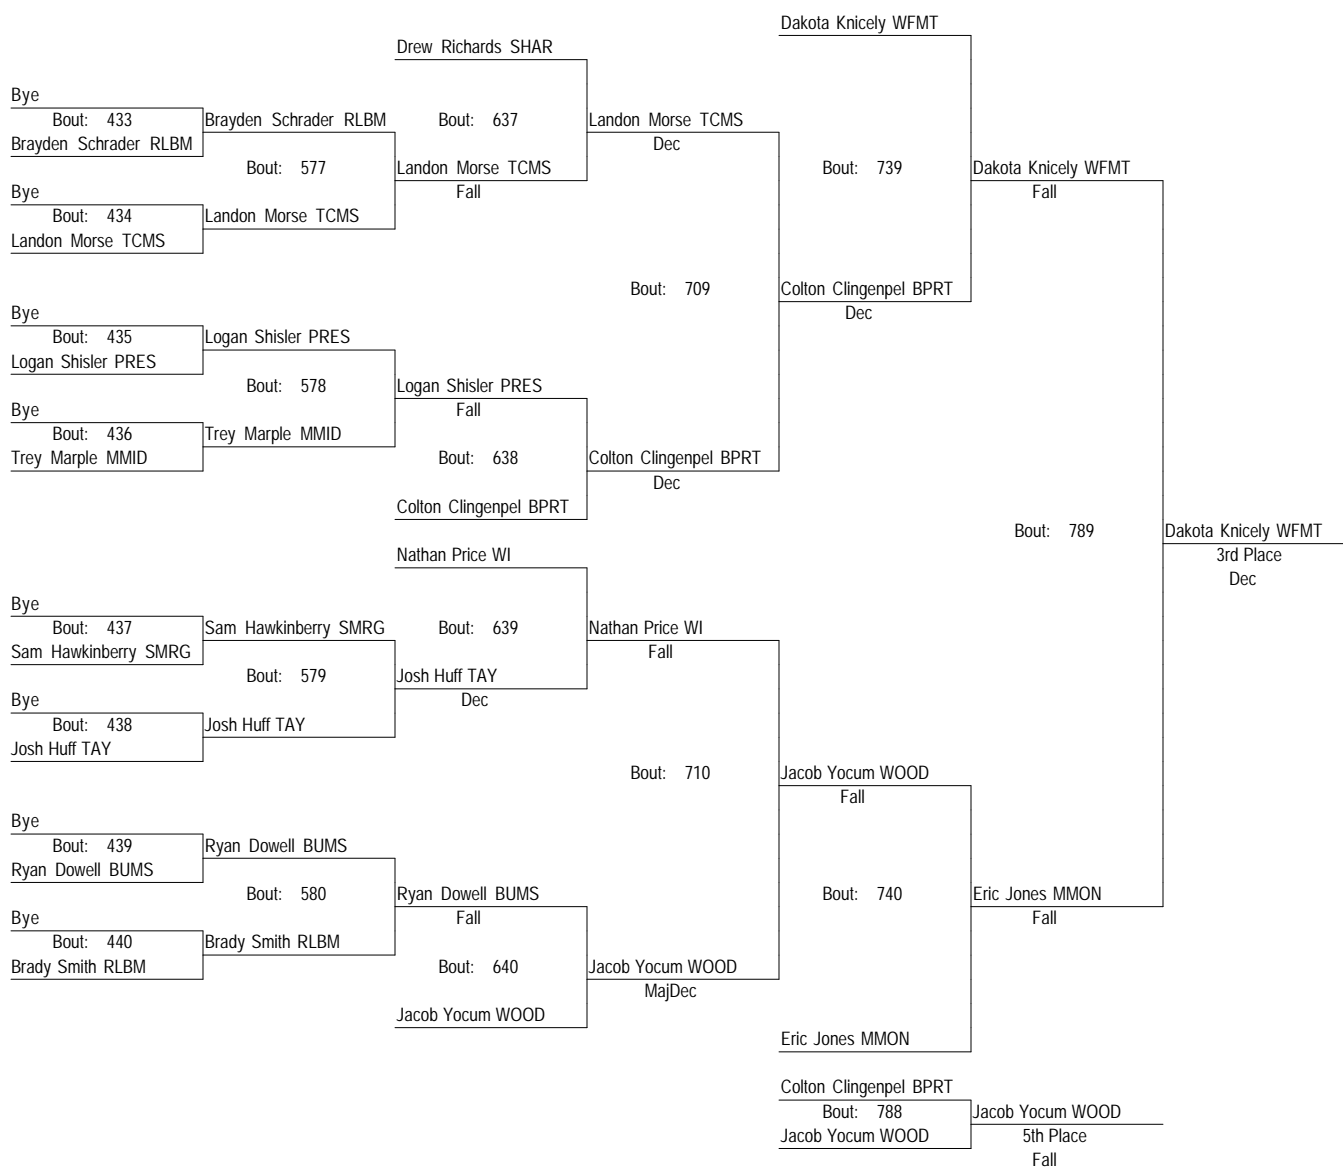 Dakota Knicely WFMT
Drew Richards SHAR
Bye
Bout: 433
Brayden Schrader RLBM
Bout: 637
Landon Morse TCMS
Brayden Schrader RLBM
Dec
Bout: 577
Landon Morse TCMS
Bout: 739
Dakota Knicely WFMT
Bye
Fall
Fall
Bout: 434
Landon Morse TCMS
Landon Morse TCMS
Bout: 709
Colton Clingenpel BPRT
Bye
Dec
Bout: 435
Logan Shisler PRES
Logan Shisler PRES
Bout: 578
Logan Shisler PRES
Bye
Fall
Bout: 436
Trey Marple MMID
Trey Marple MMID
Bout: 638
Colton Clingenpel BPRT
Dec
Colton Clingenpel BPRT
Bout: 789
Dakota Knicely WFMT
Nathan Price WI
3rd Place
Dec
Bye
Bout: 437
Sam Hawkinberry SMRG
Bout: 639
Nathan Price WI
Sam Hawkinberry SMRG
Fall
Bout: 579
Josh Huff TAY
Bye
Dec
Bout: 438
Josh Huff TAY
Josh Huff TAY
Bout: 710
Jacob Yocum WOOD
Fall
Bye
Bout: 439
Ryan Dowell BUMS
Ryan Dowell BUMS
Bout: 580
Ryan Dowell BUMS
Bout: 740
Eric Jones MMON
Bye
Fall
Fall
Bout: 440
Brady Smith RLBM
Brady Smith RLBM
Bout: 640
Jacob Yocum WOOD
MajDec
Jacob Yocum WOOD
Eric Jones MMON
Colton Clingenpel BPRT
Bout: 788
Jacob Yocum WOOD
Jacob Yocum WOOD
5th Place
Fall